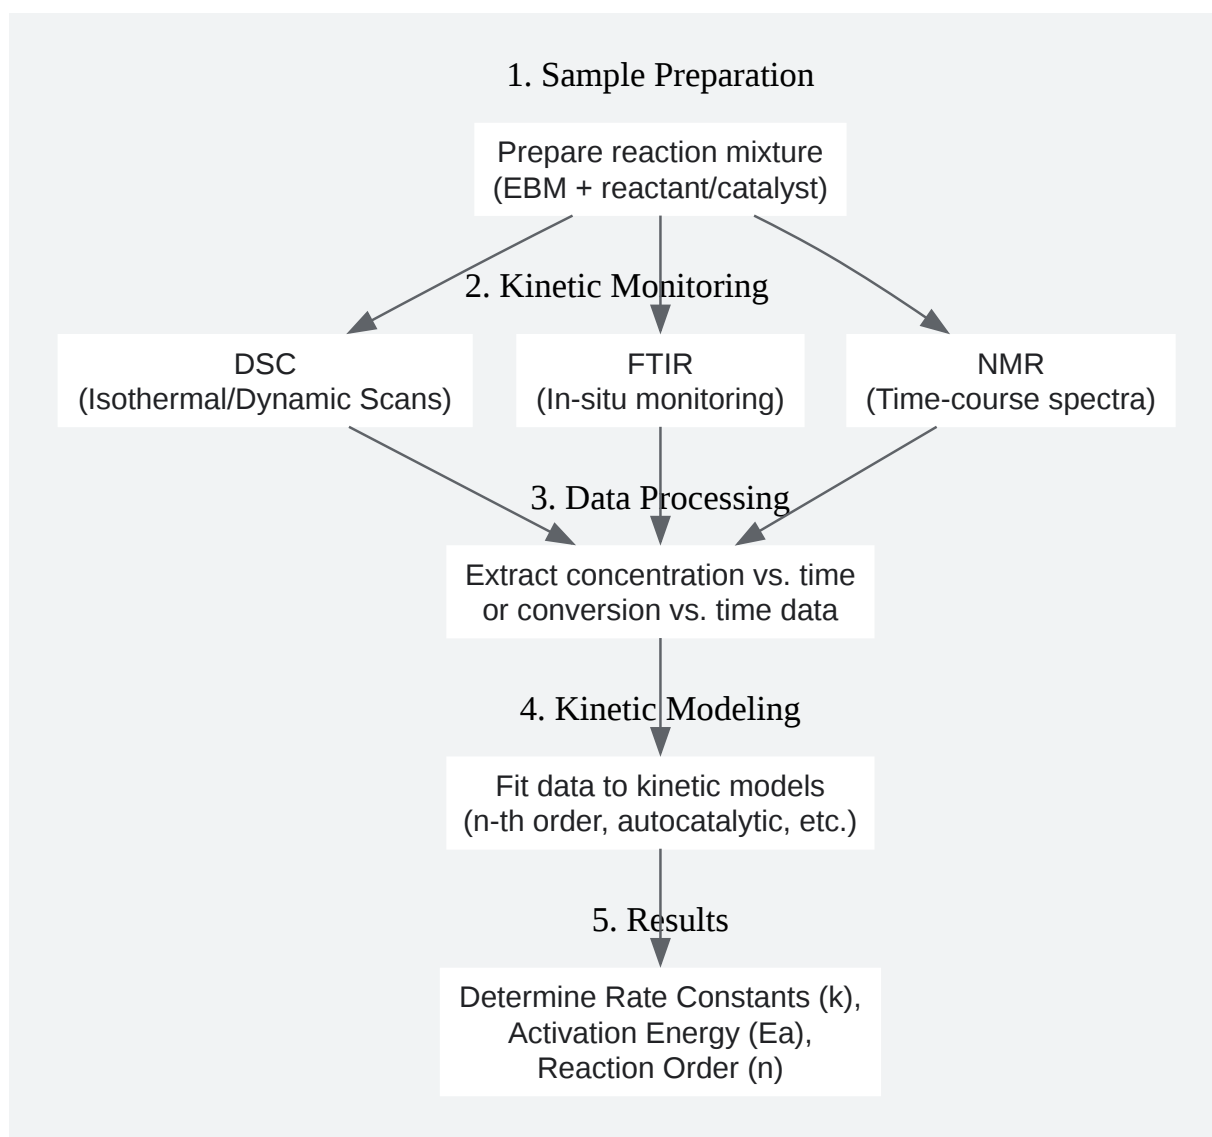 1. Sample Preparation
Prepare reaction mixture
(EBM + reactant/catalyst)
2. Kinetic Monitoring
DSC
(Isothermal/Dynamic Scans)
FTIR
(In-situ monitoring)
NMR
(Time-course spectra)
3. Data Processing
Extract concentration vs. time
or conversion vs. time data
4. Kinetic Modeling
Fit data to kinetic models
(n-th order, autocatalytic, etc.)
5. Results
Determine Rate Constants (k),
Activation Energy (Ea),
Reaction Order (n)